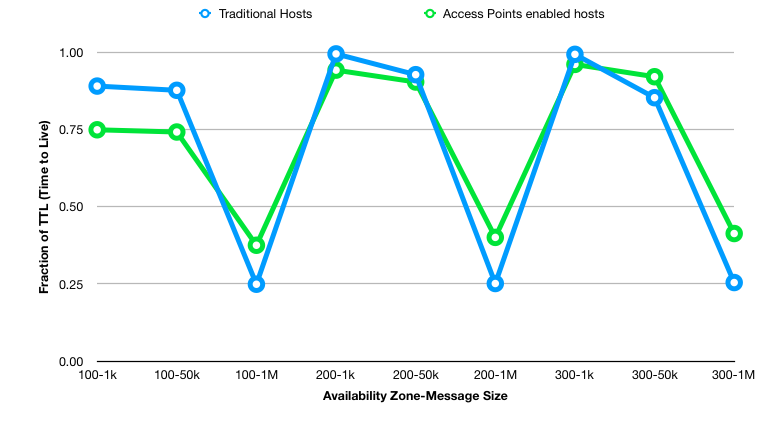 Traditional Hosts
Access Points enabled hosts
1.00
0.75
0.50
0.25
0.00
Fraction of TTL (Time to Live)
100-1k
100-50k
100-1M
200-1k
200-50k
200-1M
300-1k
300-50k
300-1M
Availability Zone-Message Size